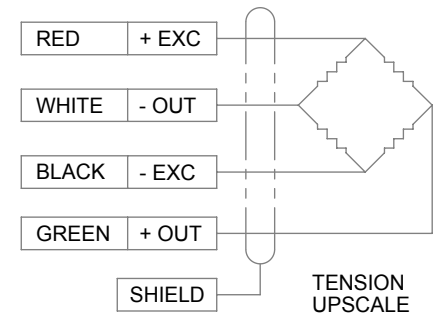 RED + EXC
WHITE - OUT
BLACK - EXC
GREEN + OUT
SHIELD
TENSION
UPSCALE